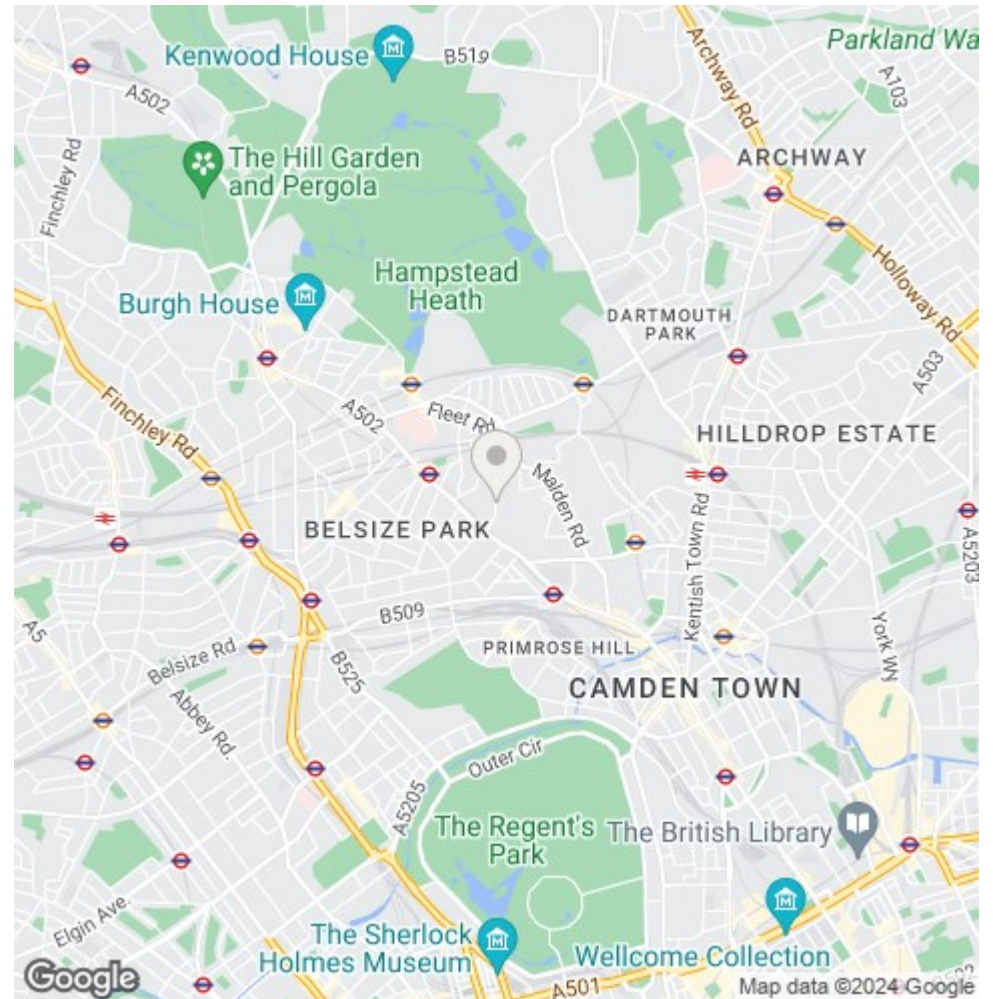 Kenwood House
B519
Parkland Wa
A502
A103
Archway Rd
The Hill Garden
and Pergola
ARCHWAY
Finchley Rd
Hampstead
Heath
Holloway Rd
Burgh House
DARTMOUTH
PARK
A503
A502
Fleet Rd
Finchley Rd
HILLDROP ESTATE
Malden Rd
BELSIZE PARK
Kentish Town Rd
A5203
A5
B509
York Wy
Belsize Rd
B525
PRIMROSE HILL
Abbey Rd.
CAMDEN TOWN
Outer Cir
A5205
The Regent's
Park
The British Library
Elgin Ave.
The Sherlock
Holmes Museum
Wellcome Collection
A501
Google
Map data ©2024 Google